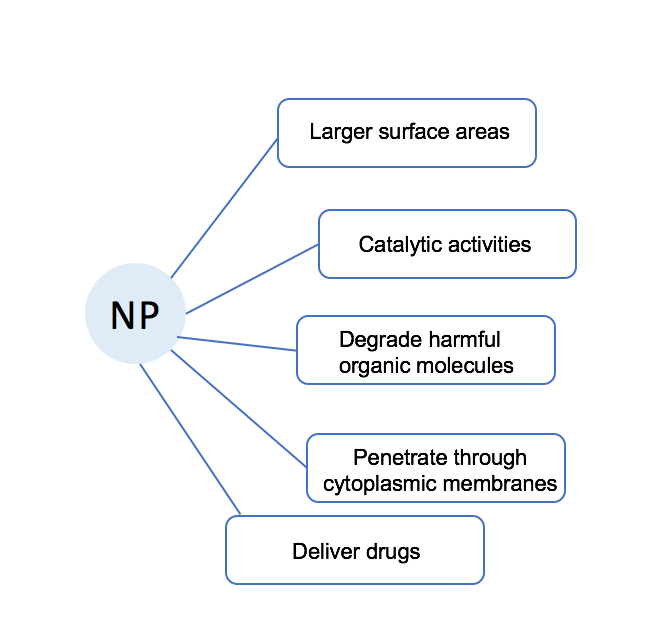 Larger surface areas
Catalytic activities
NP
Degrade harmful
organic molecules
Penetrate through
cytoplasmic membranes
Deliver drugs